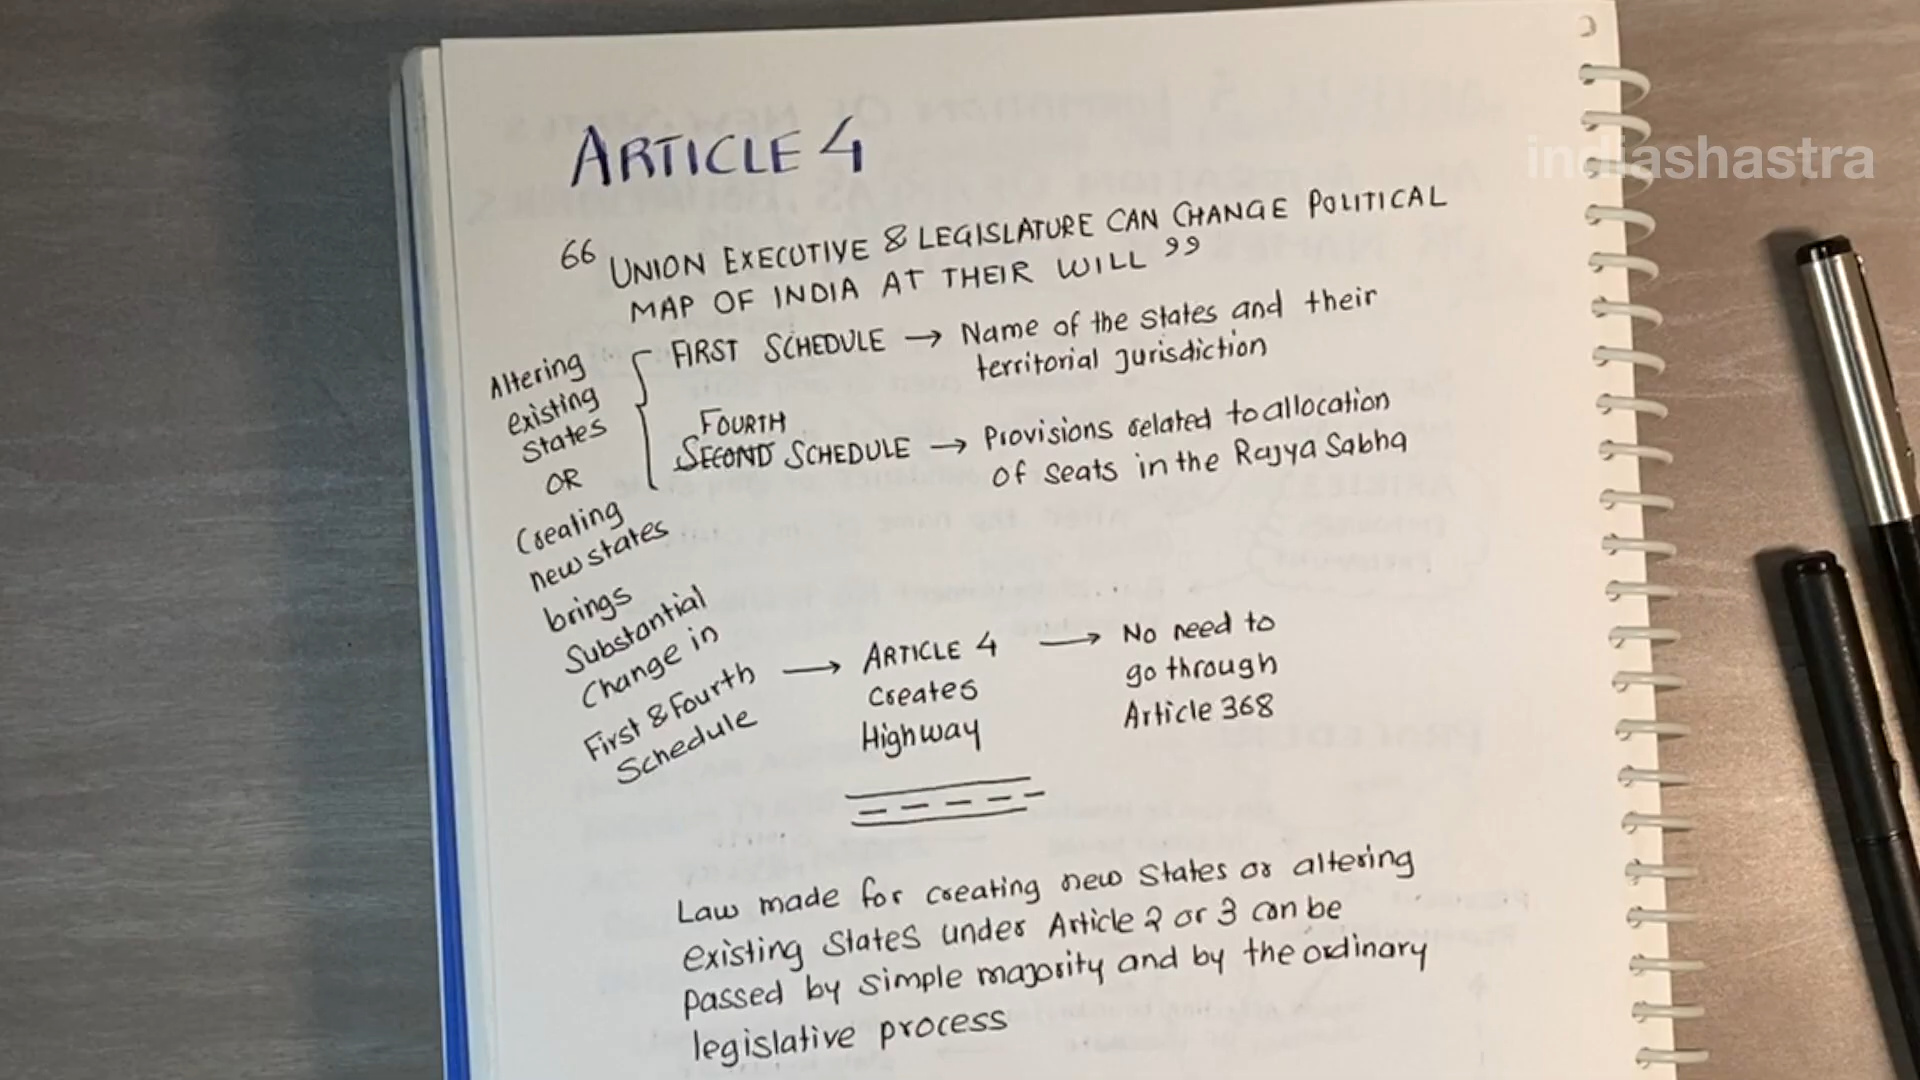 ARTICLE 4
indiashastra
66 UNION EXECUTIVE & LEGISLATURE CAN CHANGE POLITICAL
MAP OF INDIA AT THEIR WILL 99
Altering
existing
States
OR
Creating
new states
brings
Substantial
Change in
First & Fourth
Schedule
FIRST SCHEDULE → Name of the states and their
territorial jurisdiction
FOURTH
SECOND SCHEDULE → Provisions related to allocation
of seats in the Rajya Sabha
→ ARTICLE 4
creates
Highway
→ No need to
go through
Article 368
Law made for creating new States or altering
existing States under Article 2 or 3 can be
passed by simple majority and by the ordinary
legislative process